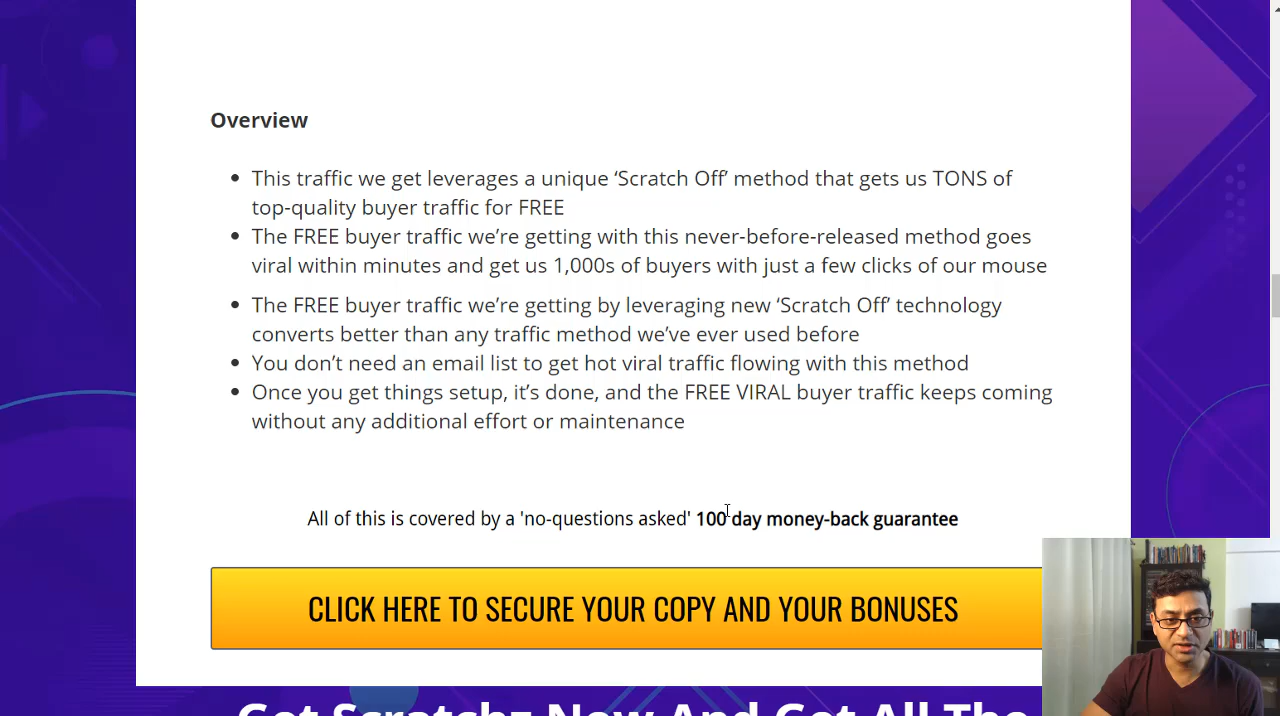 Overview
This traffic we get leverages a unique ‘Scratch Off’ method that gets us TONS of
top-quality buyer traffic for FREE
The FREE buyer traffic we’re getting with this never-before-released method goes
viral within minutes and get us 1,000s of buyers with just a few clicks of our mouse
The FREE buyer traffic we’re getting by leveraging new ‘Scratch Off’ technology
converts better than any traffic method we’ve ever used before
You don’t need an email list to get hot viral traffic flowing with this method
Once you get things setup, it’s done, and the FREE VIRAL buyer traffic keeps coming
without any additional effort or maintenance
All of this is covered by a 'no-questions asked' 100 day money-back guarantee
CLICK HERE TO SECURE YOUR COPY AND YOUR BONUSES
Get Scratchz Now And Get All The